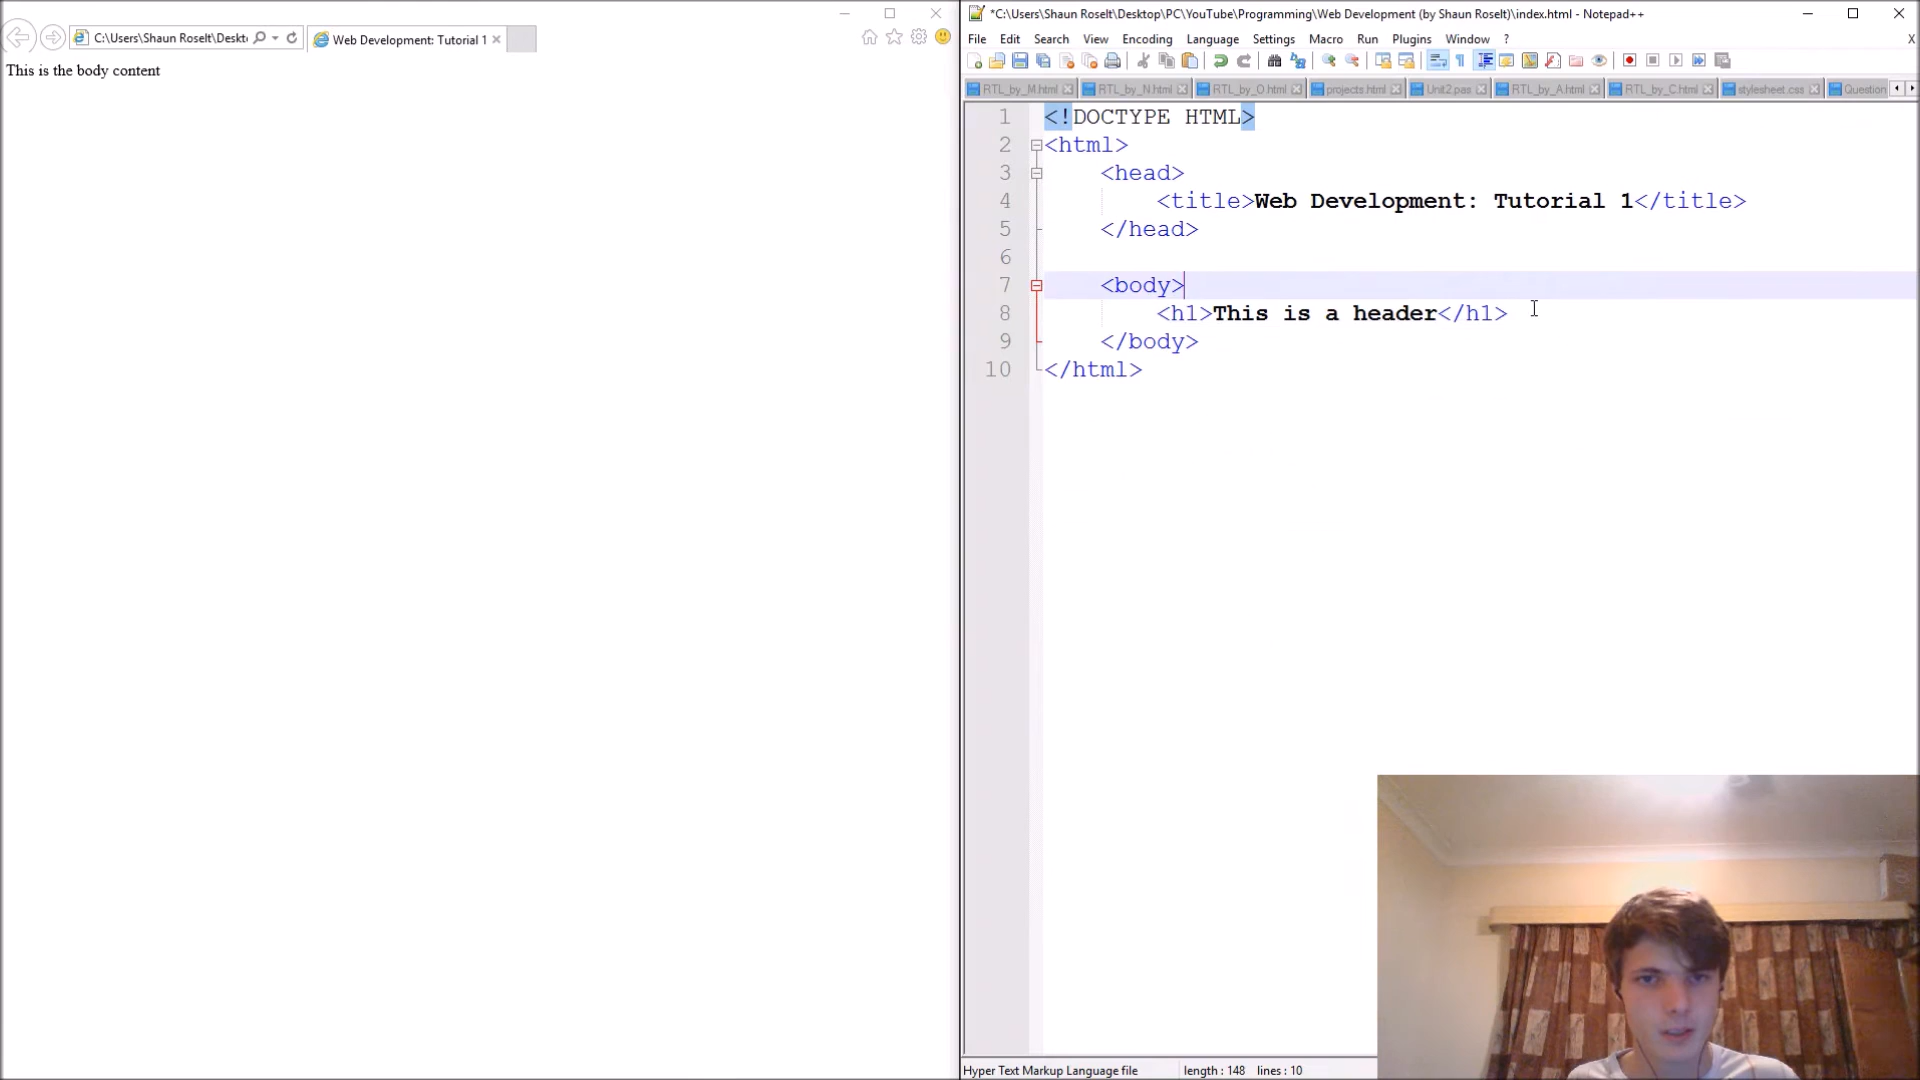 C:\Users\Shaun Roselt\Deskt
Web Development: Tutorial 1
This is the body content
*C:\Users\Shaun Roselt\Desktop\PC\YouTube\Programming\Web Development (by Shaun Roselt)\index.html - Notepad++
File Edit Search View Encoding Language Settings Macro Run Plugins Window ? X
RTL_by_M.html RTL_by_N.html RTL_by_O.html projects.html Unit2.pas RTL_by_A.html RTL_by_C.html stylesheet.css Question
1 <!DOCTYPE HTML>
2 <html>
3 <head>
4 <title>Web Development: Tutorial 1</title>
5 </head>
6
7 <body>
8 <h1>This is a header</h1>
9 </body>
10 </html>
Hyper Text Markup Language file length : 148 lines : 10